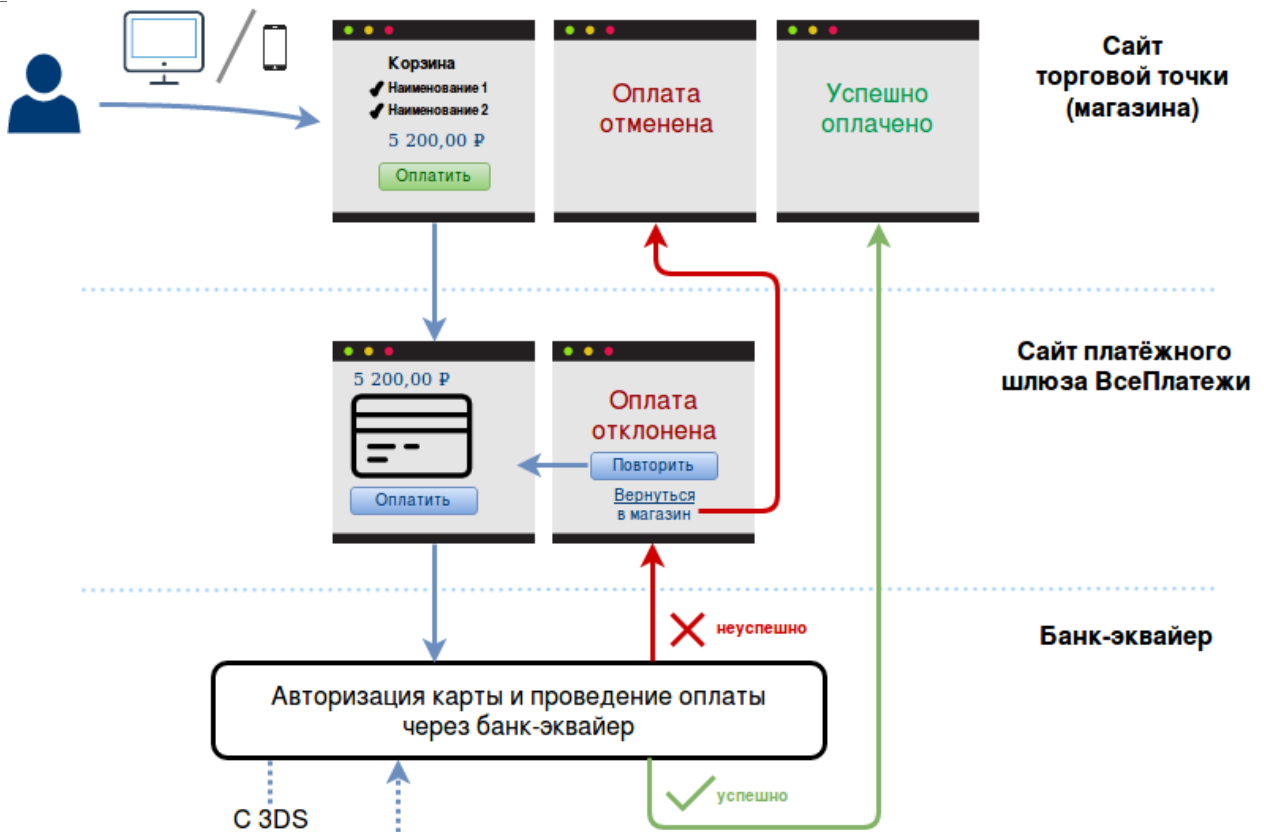 Корзина
Наименование 1
Наименование 2
5 200,00 ₽
Оплатить
Оплата
отменена
Успешно
оплачено
Сайт
торговой точки
(магазина)
5 200,00 ₽
Оплатить
Оплата
отклонена
Повторить
Вернуться
в магазин
Сайт платёжного
шлюза ВсеПлатежи
неуспешно
Банк-эквайер
Авторизация карты и проведение оплаты
через банк-эквайер
успешно
С 3DS